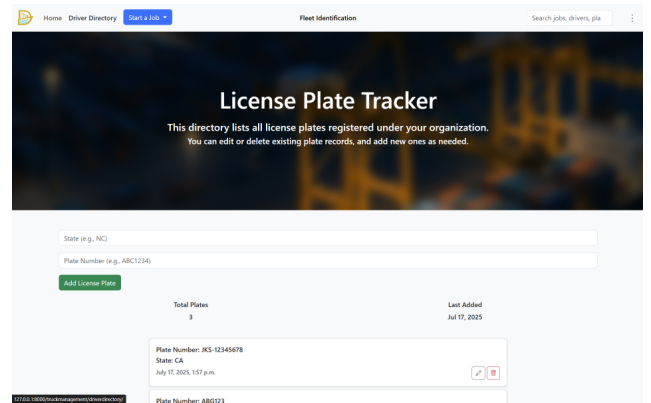 Home Driver Directory Start a Job Fleet Identification Search jobs, drivers, pla
License Plate Tracker
This directory lists all license plates registered under your organization.
You can edit or delete existing plate records, and add new ones as needed.
State (e.g., NC)
Plate Number (e.g., ABC1234)
Add License Plate
Total Plates Last Added
3 Jul 17, 2025
Plate Number: JKS-12345678
State: CA
July 17, 2025, 1:57 p.m.
Plate Number: ABG123
127.0.0.1:8000/truckmanagement/driverdirectory/